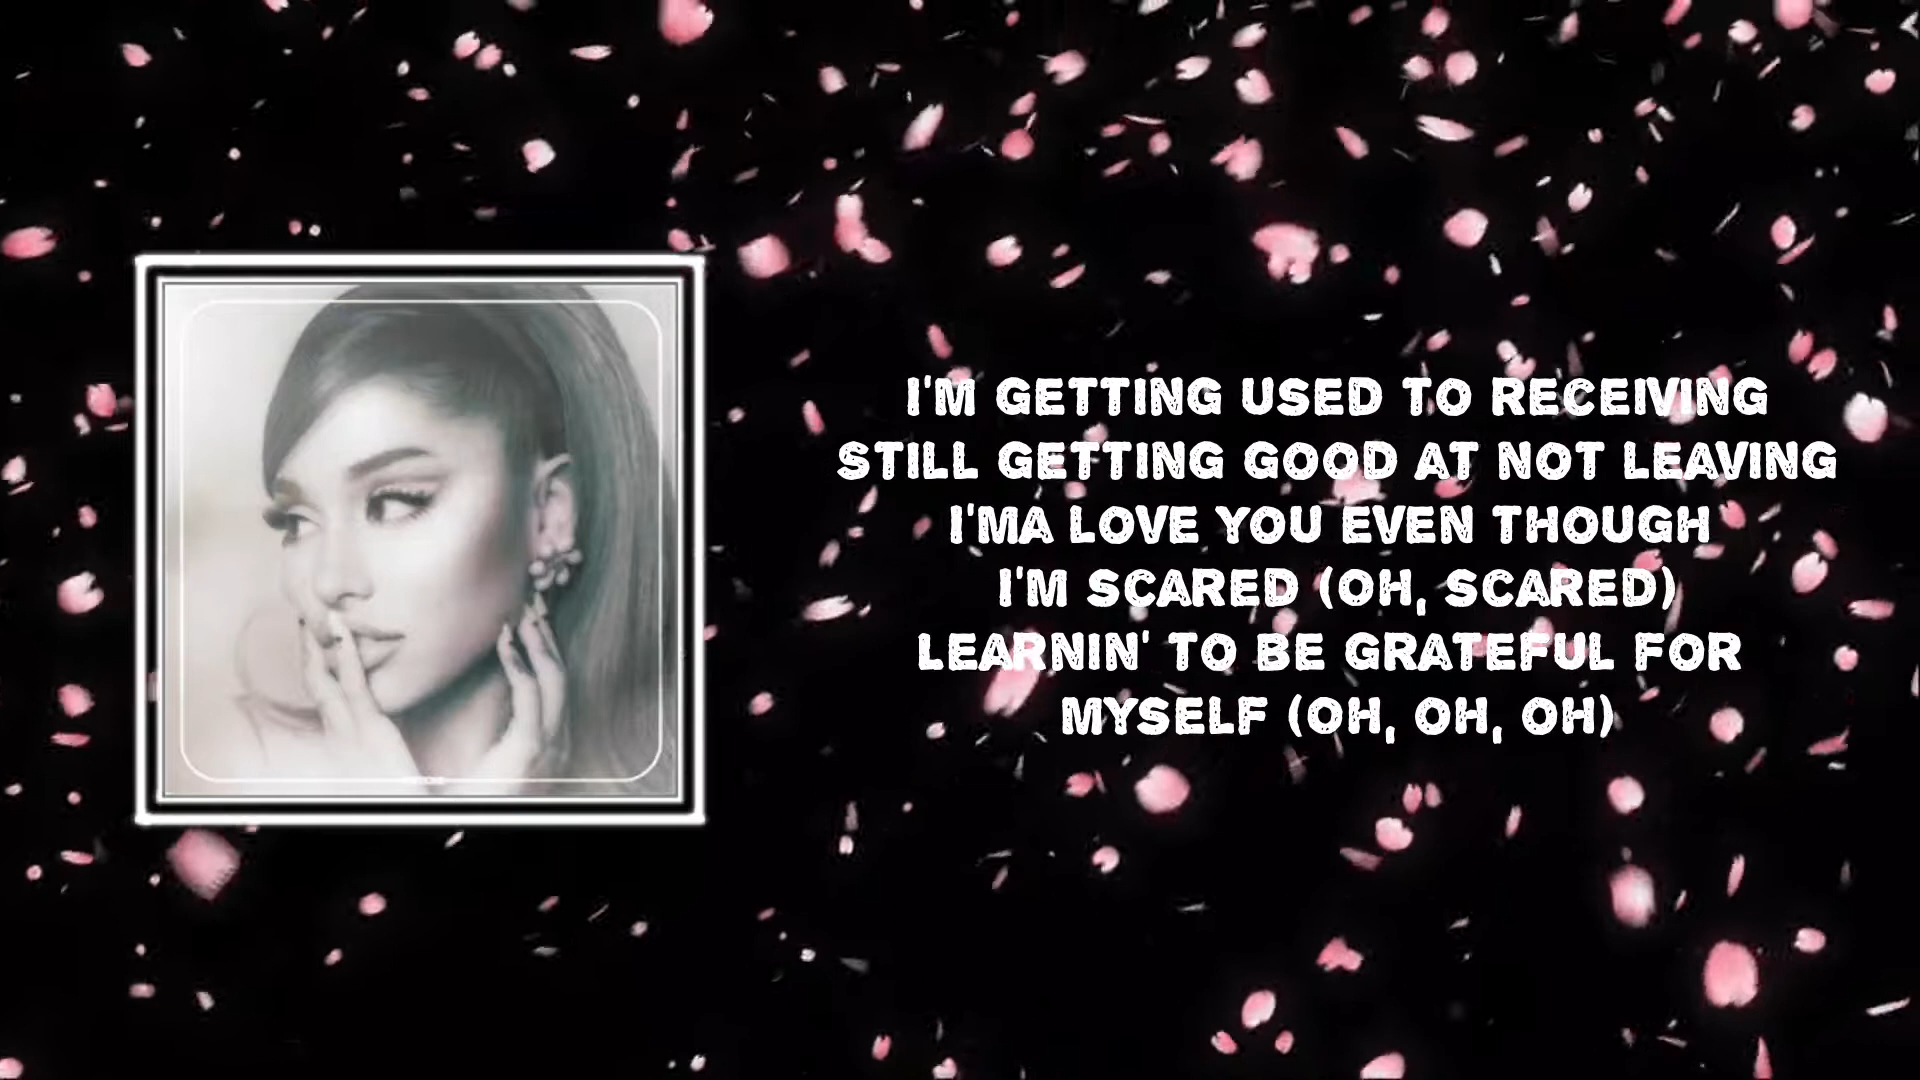 I'M GETTING USED TO RECEIVING
STILL GETTING GOOD AT NOT LEAVING
I'MA LOVE YOU EVEN THOUGH
I'M SCARED (OH, SCARED)
LEARNIN' TO BE GRATEFUL FOR
MYSELF (OH, OH, OH)